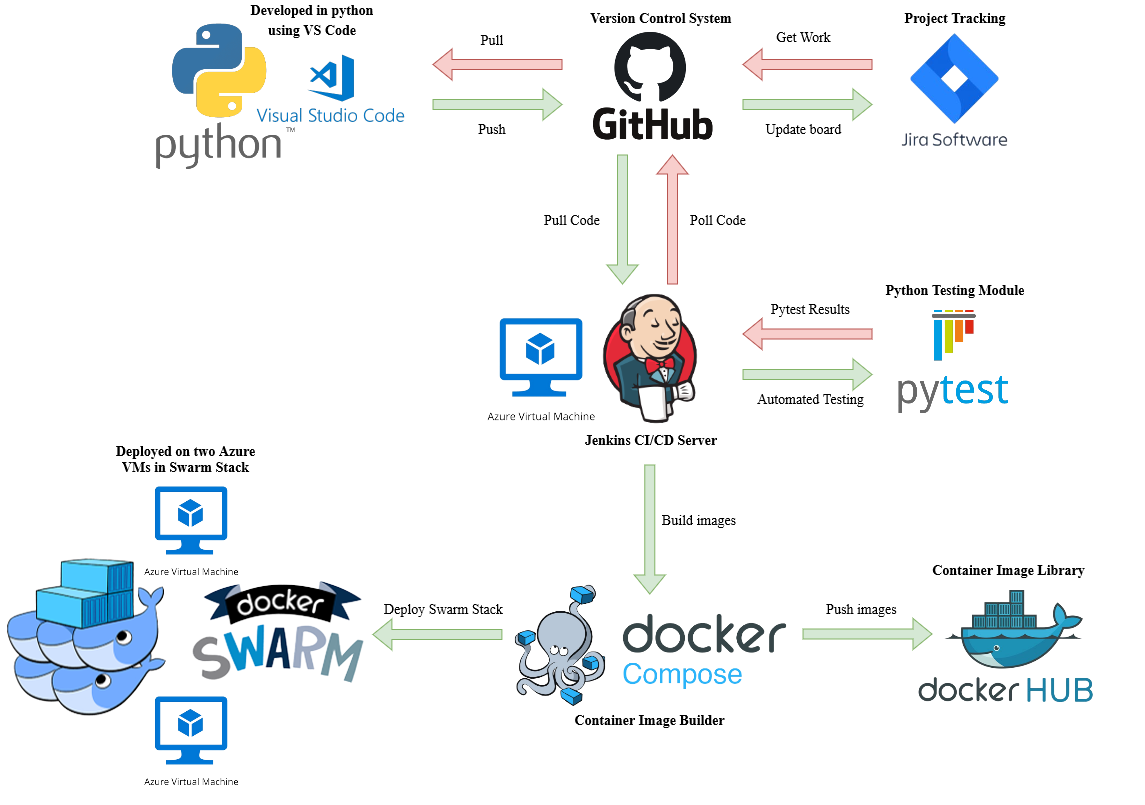 Developed in python
using VS Code
Version Control System
Project Tracking
Pull
Get Work
Visual Studio Code
python™
Push
GitHub
Update board
Jira Software
Pull Code
Poll Code
Python Testing Module
Pytest Results
pytest
Automated Testing
Azure Virtual Machine
Jenkins CI/CD Server
Deployed on two Azure
VMs in Swarm Stack
Build images
Azure Virtual Machine
Container Image Library
docker
SWARM
Deploy Swarm Stack
docker
Compose
Push images
docker HUB
Container Image Builder
Azure Virtual Machine